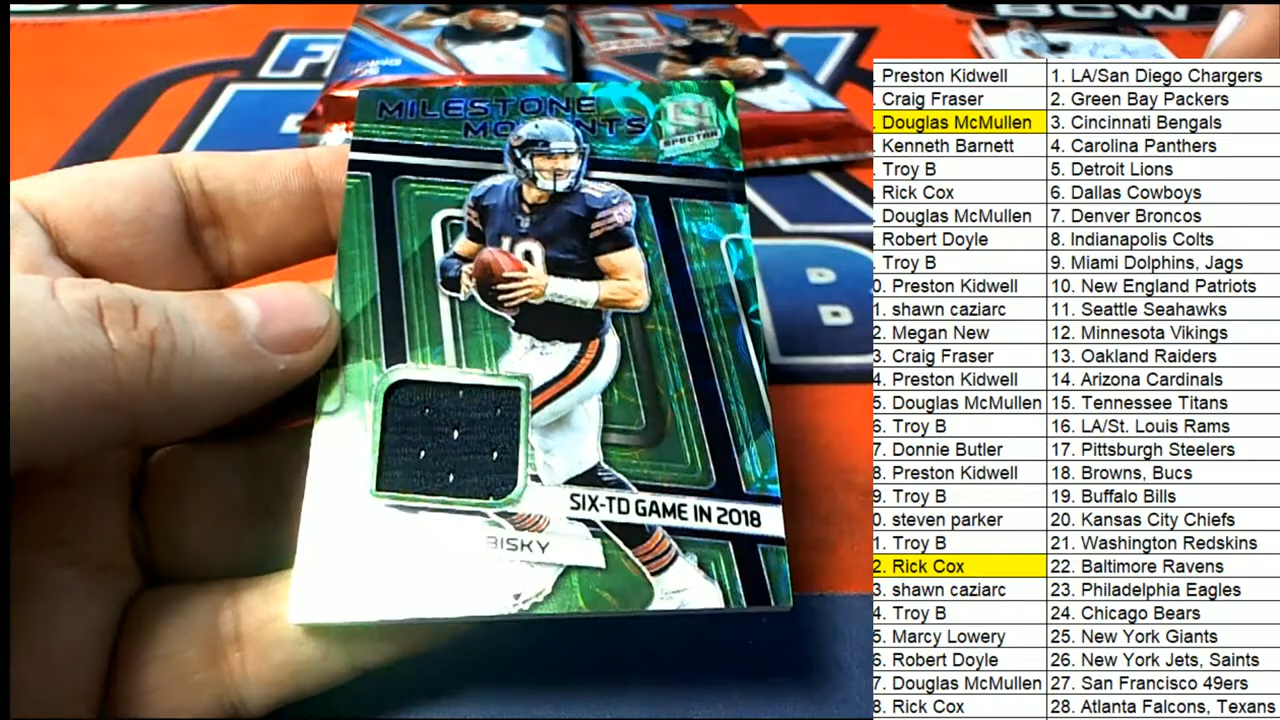 BCW
MILESTONE
MOMENTS
SPECTRA
10
SIX-TD GAME IN 2018
BISKY
B
. Preston Kidwell 1. LA/San Diego Chargers
. Craig Fraser 2. Green Bay Packers
. Douglas McMullen 3. Cincinnati Bengals
. Kenneth Barnett 4. Carolina Panthers
. Troy B 5. Detroit Lions
. Rick Cox 6. Dallas Cowboys
. Douglas McMullen 7. Denver Broncos
. Robert Doyle 8. Indianapolis Colts
. Troy B 9. Miami Dolphins, Jags
0. Preston Kidwell 10. New England Patriots
1. shawn caziarc 11. Seattle Seahawks
2. Megan New 12. Minnesota Vikings
3. Craig Fraser 13. Oakland Raiders
4. Preston Kidwell 14. Arizona Cardinals
5. Douglas McMullen 15. Tennessee Titans
6. Troy B 16. LA/St. Louis Rams
7. Donnie Butler 17. Pittsburgh Steelers
8. Preston Kidwell 18. Browns, Bucs
9. Troy B 19. Buffalo Bills
0. steven parker 20. Kansas City Chiefs
1. Troy B 21. Washington Redskins
2. Rick Cox 22. Baltimore Ravens
3. shawn caziarc 23. Philadelphia Eagles
4. Troy B 24. Chicago Bears
5. Marcy Lowery 25. New York Giants
6. Robert Doyle 26. New York Jets, Saints
7. Douglas McMullen 27. San Francisco 49ers
8. Rick Cox 28. Atlanta Falcons, Texans